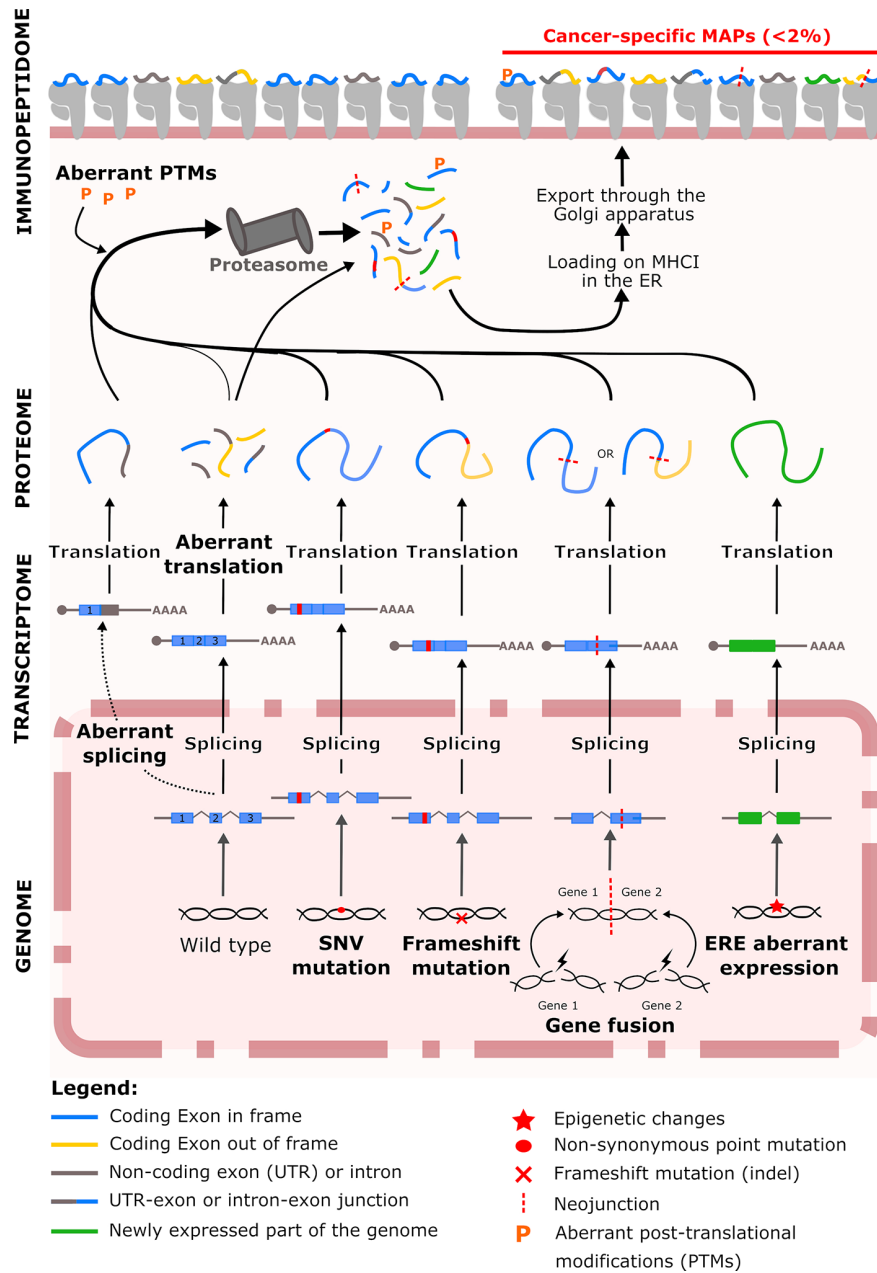 Cancer-specific MAPs (<2%)
IMMUNOPEPTIDOME
P
Aberrant PTMs
P P P
Proteasome
P
P
Export through the
Golgi apparatus
Loading on MHCI
in the ER
PROTEOME
OR
Translation
Aberrant
translation
Translation
Translation
Translation
Translation
TRANSCRIPTOME
1
AAAA
1 2 3
AAAA
AAAA
AAAA
AAAA
AAAA
Aberrant
splicing
Splicing
Splicing
Splicing
Splicing
Splicing
1 2 3
GENOME
Wild type
SNV
mutation
Frameshift
mutation
Gene 1
Gene 2
Gene 1
Gene 2
Gene fusion
ERE aberrant
expression
Legend:
Coding Exon in frame
Coding Exon out of frame
Non-coding exon (UTR) or intron
UTR-exon or intron-exon junction
Newly expressed part of the genome
Epigenetic changes
Non-synonymous point mutation
Frameshift mutation (indel)
Neojunction
P
Aberrant post-translational
modifications (PTMs)